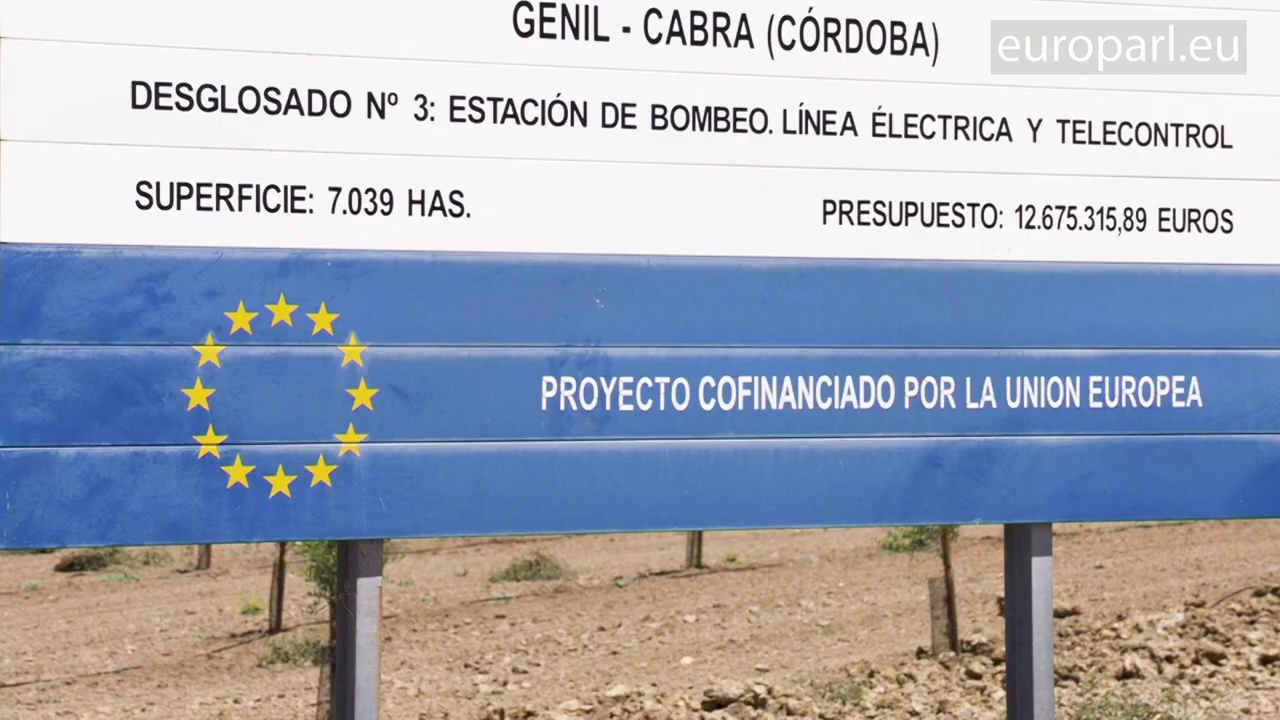 GENIL - CABRA (CÓRDOBA)
europarl.eu
DESGLOSADO Nº 3: ESTACIÓN DE BOMBEO. LÍNEA ÉLECTRICA Y TELECONTROL
SUPERFICIE: 7.039 HAS.
PRESUPUESTO: 12.675.315,89 EUROS
PROYECTO COFINANCIADO POR LA UNION EUROPEA